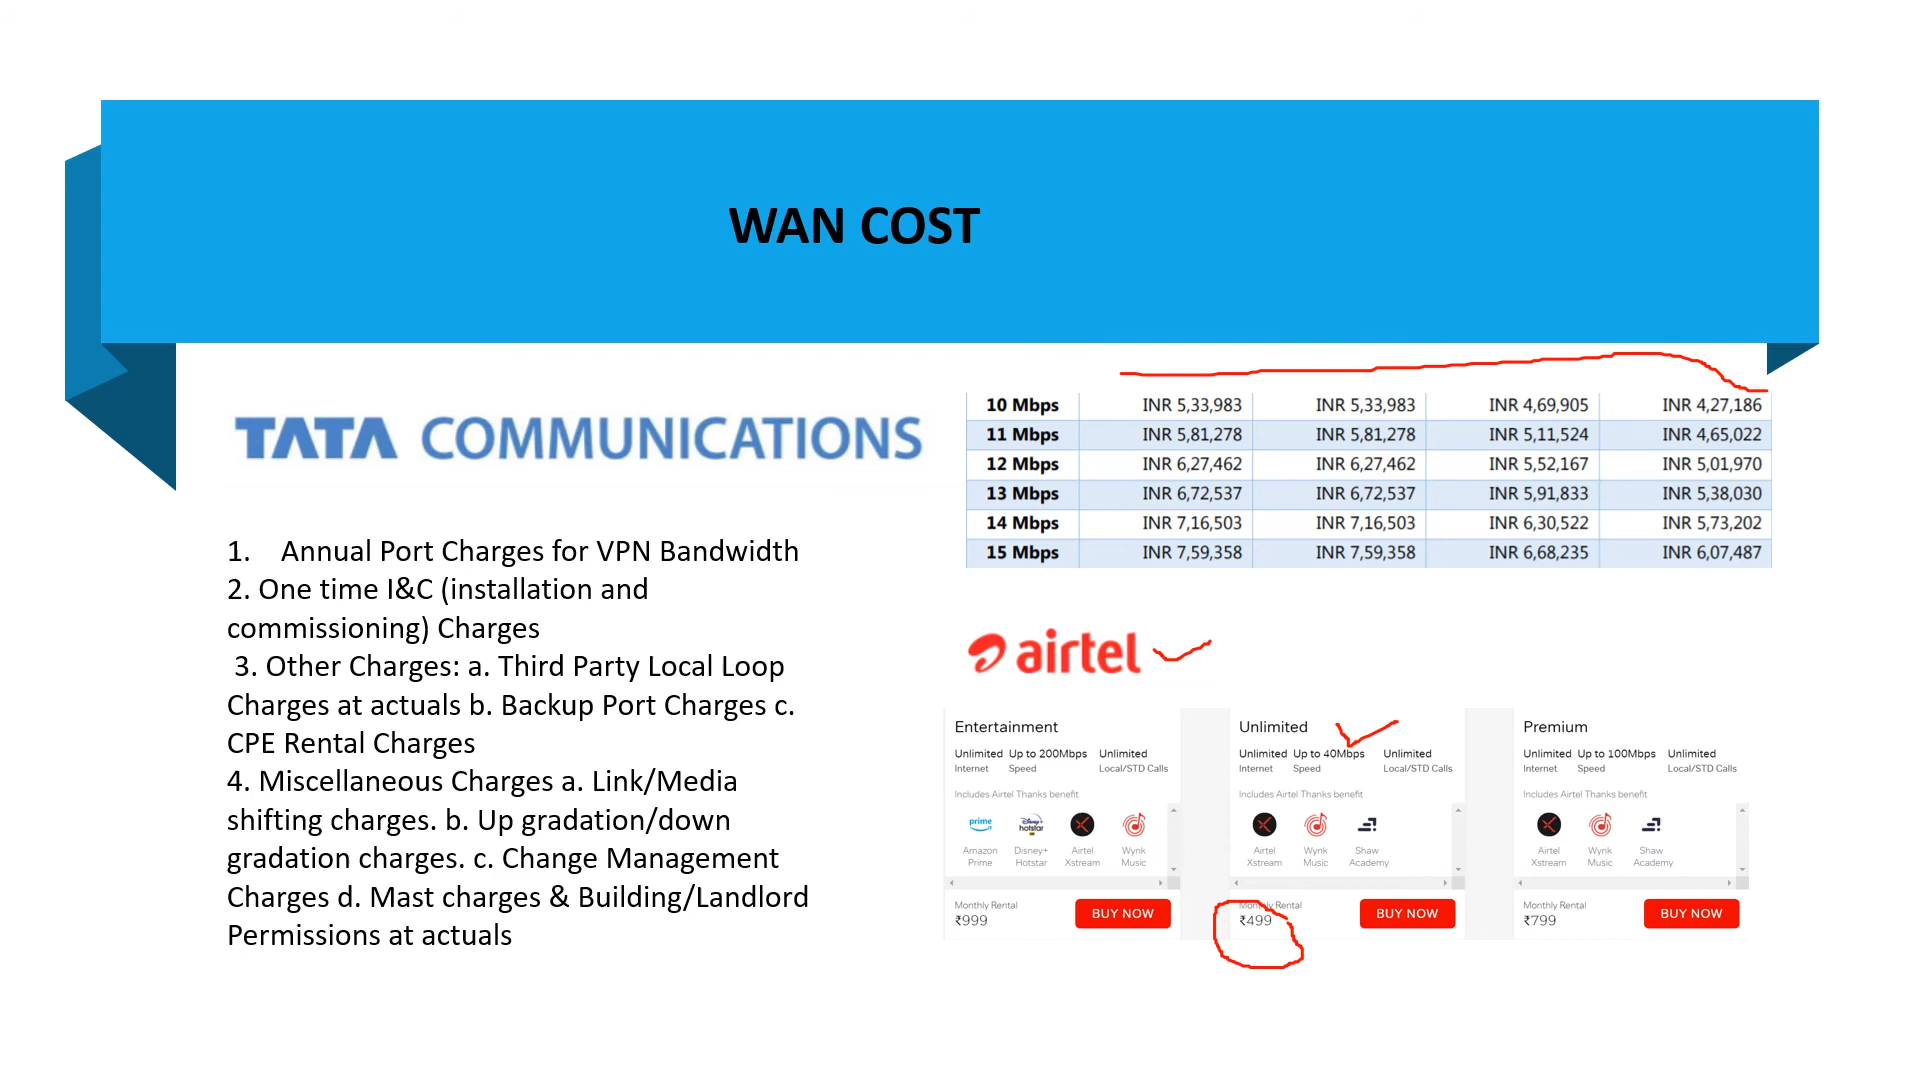 WAN COST
TATA COMMUNICATIONS
1. Annual Port Charges for VPN Bandwidth
2. One time I&C (installation and
commissioning) Charges
3. Other Charges: a. Third Party Local Loop
Charges at actuals b. Backup Port Charges c.
CPE Rental Charges
4. Miscellaneous Charges a. Link/Media
shifting charges. b. Up gradation/down
gradation charges. c. Change Management
Charges d. Mast charges & Building/Landlord
Permissions at actuals
10 Mbps INR 5,33,983 INR 5,33,983 INR 4,69,905 INR 4,27,186
11 Mbps INR 5,81,278 INR 5,81,278 INR 5,11,524 INR 4,65,022
12 Mbps INR 6,27,462 INR 6,27,462 INR 5,52,167 INR 5,01,970
13 Mbps INR 6,72,537 INR 6,72,537 INR 5,91,833 INR 5,38,030
14 Mbps INR 7,16,503 INR 7,16,503 INR 6,30,522 INR 5,73,202
15 Mbps INR 7,59,358 INR 7,59,358 INR 6,68,235 INR 6,07,487
airtel
Entertainment
Unlimited Up to 200Mbps Unlimited
Internet Speed Local/STD Calls
Includes Airtel Thanks benefit
prime Disney+ hotstar
Amazon Disney+ Airtel Wynk
Prime Hotstar Xstream Music
Monthly Rental
₹999
BUY NOW
Unlimited
Unlimited Up to 40Mbps Unlimited
Internet Speed Local/STD Calls
Includes Airtel Thanks benefit
Airtel Wynk Shaw
Xstream Music Academy
Monthly Rental
₹499
BUY NOW
Premium
Unlimited Up to 100Mbps Unlimited
Internet Speed Local/STD Calls
Includes Airtel Thanks benefit
Airtel Wynk Shaw
Xstream Music Academy
Monthly Rental
₹799
BUY NOW